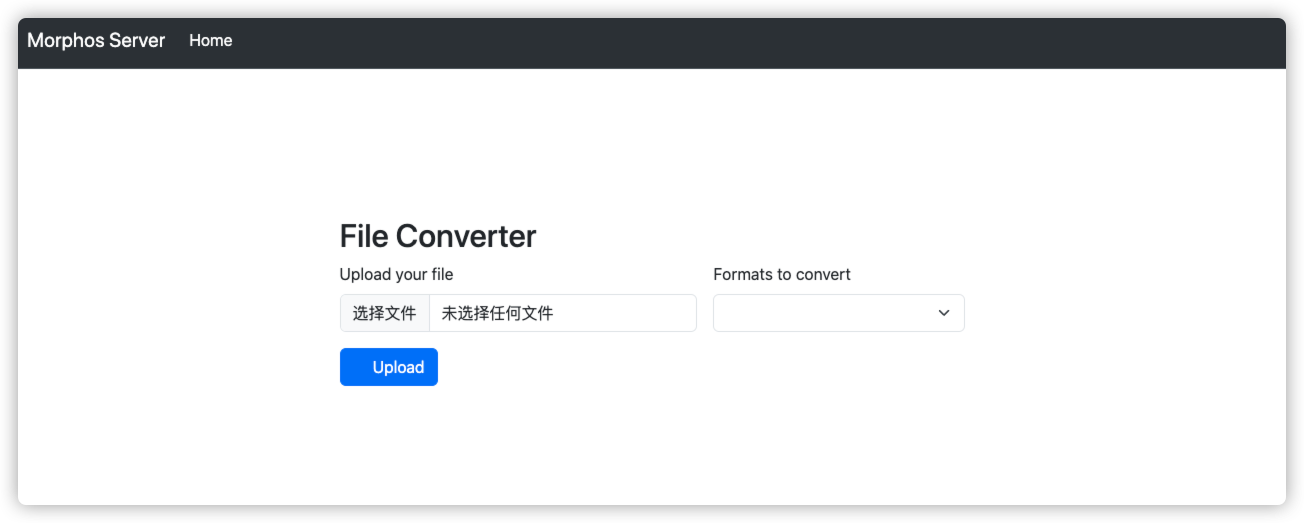 Morphos Server Home
File Converter
Upload your file Formats to convert
选择文件 未选择任何文件
Upload